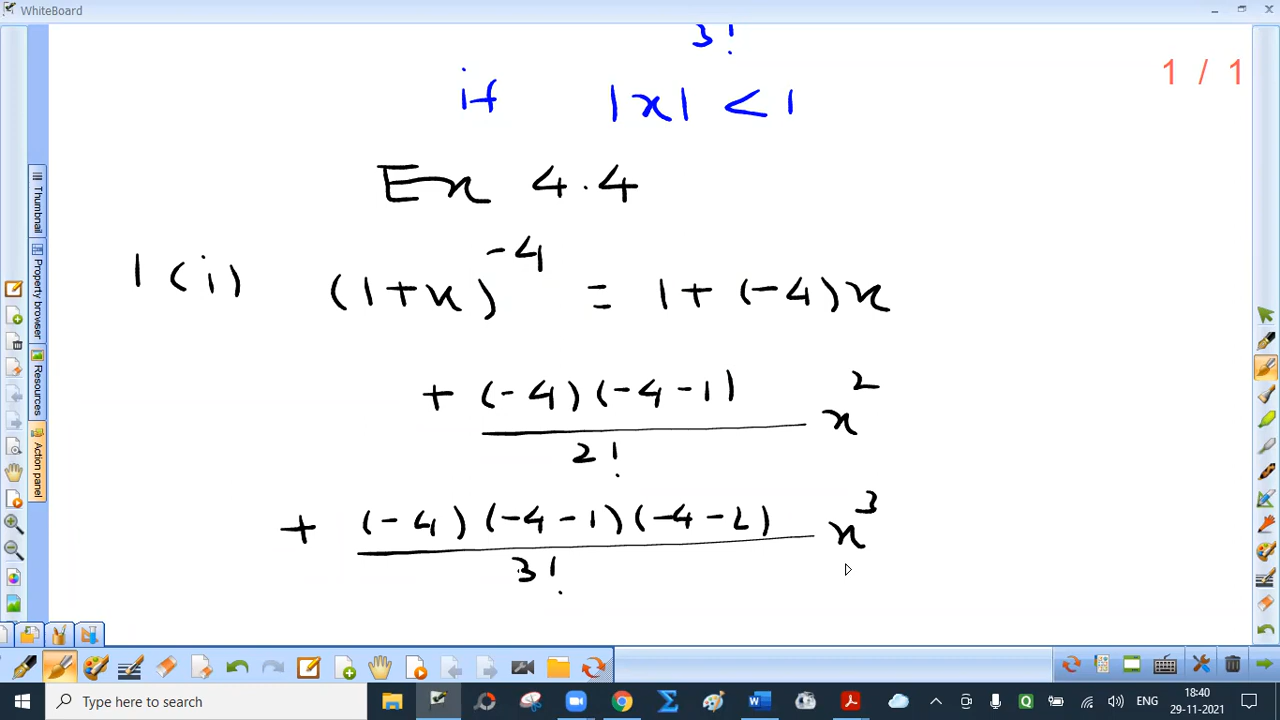 WhiteBoard
3!
1 / 1
if |x| < 1
Ex 4.4
1(i) (1+x)^-4 = 1+(-4)x
+ (-4)(-4-1)
x^2
2!
+ (-4)(-4-1)(-4-2)
x^3
3!
Thumbnail
Property browser
Resources
Action panel
Type here to search
ENG
18:40
29-11-2021